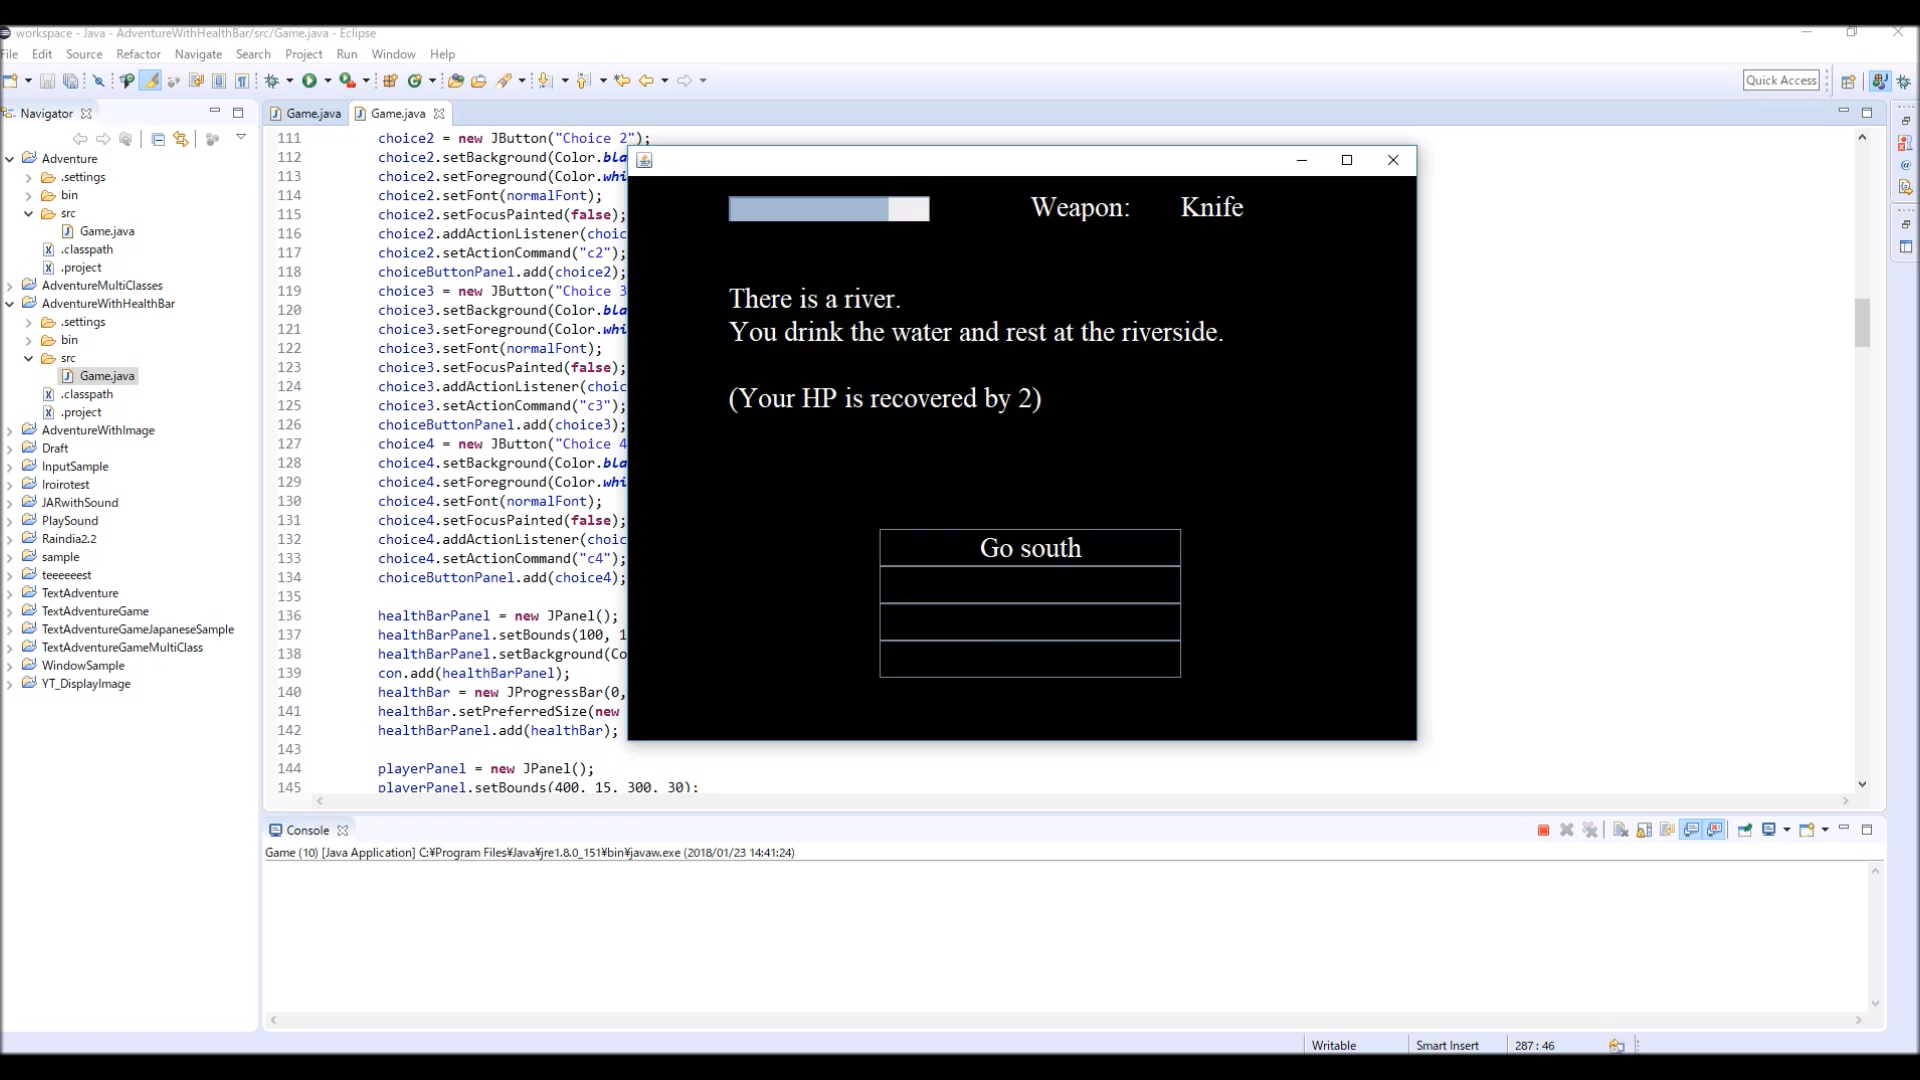 workspace - Java - AdventureWithHealthBar/src/Game.java - Eclipse
File Edit Source Refactor Navigate Search Project Run Window Help
Quick Access
Navigator
Game.java
Game.java
Adventure
.settings
bin
src
Game.java
.classpath
.project
AdventureMultiClasses
AdventureWithHealthBar
.settings
bin
src
Game.java
.classpath
.project
AdventureWithImage
Draft
InputSample
Iroirotest
JARwithSound
PlaySound
Raindia2.2
sample
teeeeeest
TextAdventure
TextAdventureGame
TextAdventureGameJapaneseSample
TextAdventureGameMultiClass
WindowSample
YT_DisplayImage
111 choice2 = new JButton("Choice 2");
112 choice2.setBackground(Color.bla
113 choice2.setForeground(Color.whi
114 choice2.setFont(normalFont);
115 choice2.setFocusPainted(false);
116 choice2.addActionListener(choic
117 choice2.setActionCommand("c2");
118 choiceButtonPanel.add(choice2);
119 choice3 = new JButton("Choice 3
120 choice3.setBackground(Color.bla
121 choice3.setForeground(Color.whi
122 choice3.setFont(normalFont);
123 choice3.setFocusPainted(false);
124 choice3.addActionListener(choic
125 choice3.setActionCommand("c3");
126 choiceButtonPanel.add(choice3);
127 choice4 = new JButton("Choice 4
128 choice4.setBackground(Color.bla
129 choice4.setForeground(Color.whi
130 choice4.setFont(normalFont);
131 choice4.setFocusPainted(false);
132 choice4.addActionListener(choic
133 choice4.setActionCommand("c4");
134 choiceButtonPanel.add(choice4);
135
136 healthBarPanel = new JPanel();
137 healthBarPanel.setBounds(100, 1
138 healthBarPanel.setBackground(Co
139 con.add(healthBarPanel);
140 healthBar = new JProgressBar(0,
141 healthBar.setPreferredSize(new
142 healthBarPanel.add(healthBar);
143
144 playerPanel = new JPanel();
145 playerPanel.setBounds(400, 15, 300, 30);
Weapon: Knife
There is a river.
You drink the water and rest at the riverside.
(Your HP is recovered by 2)
Go south
Console
Game (10) [Java Application] C:¥Program Files¥Java¥jre1.8.0_151¥bin¥javaw.exe (2018/01/23 14:41:24)
Writable Smart Insert 287 : 46